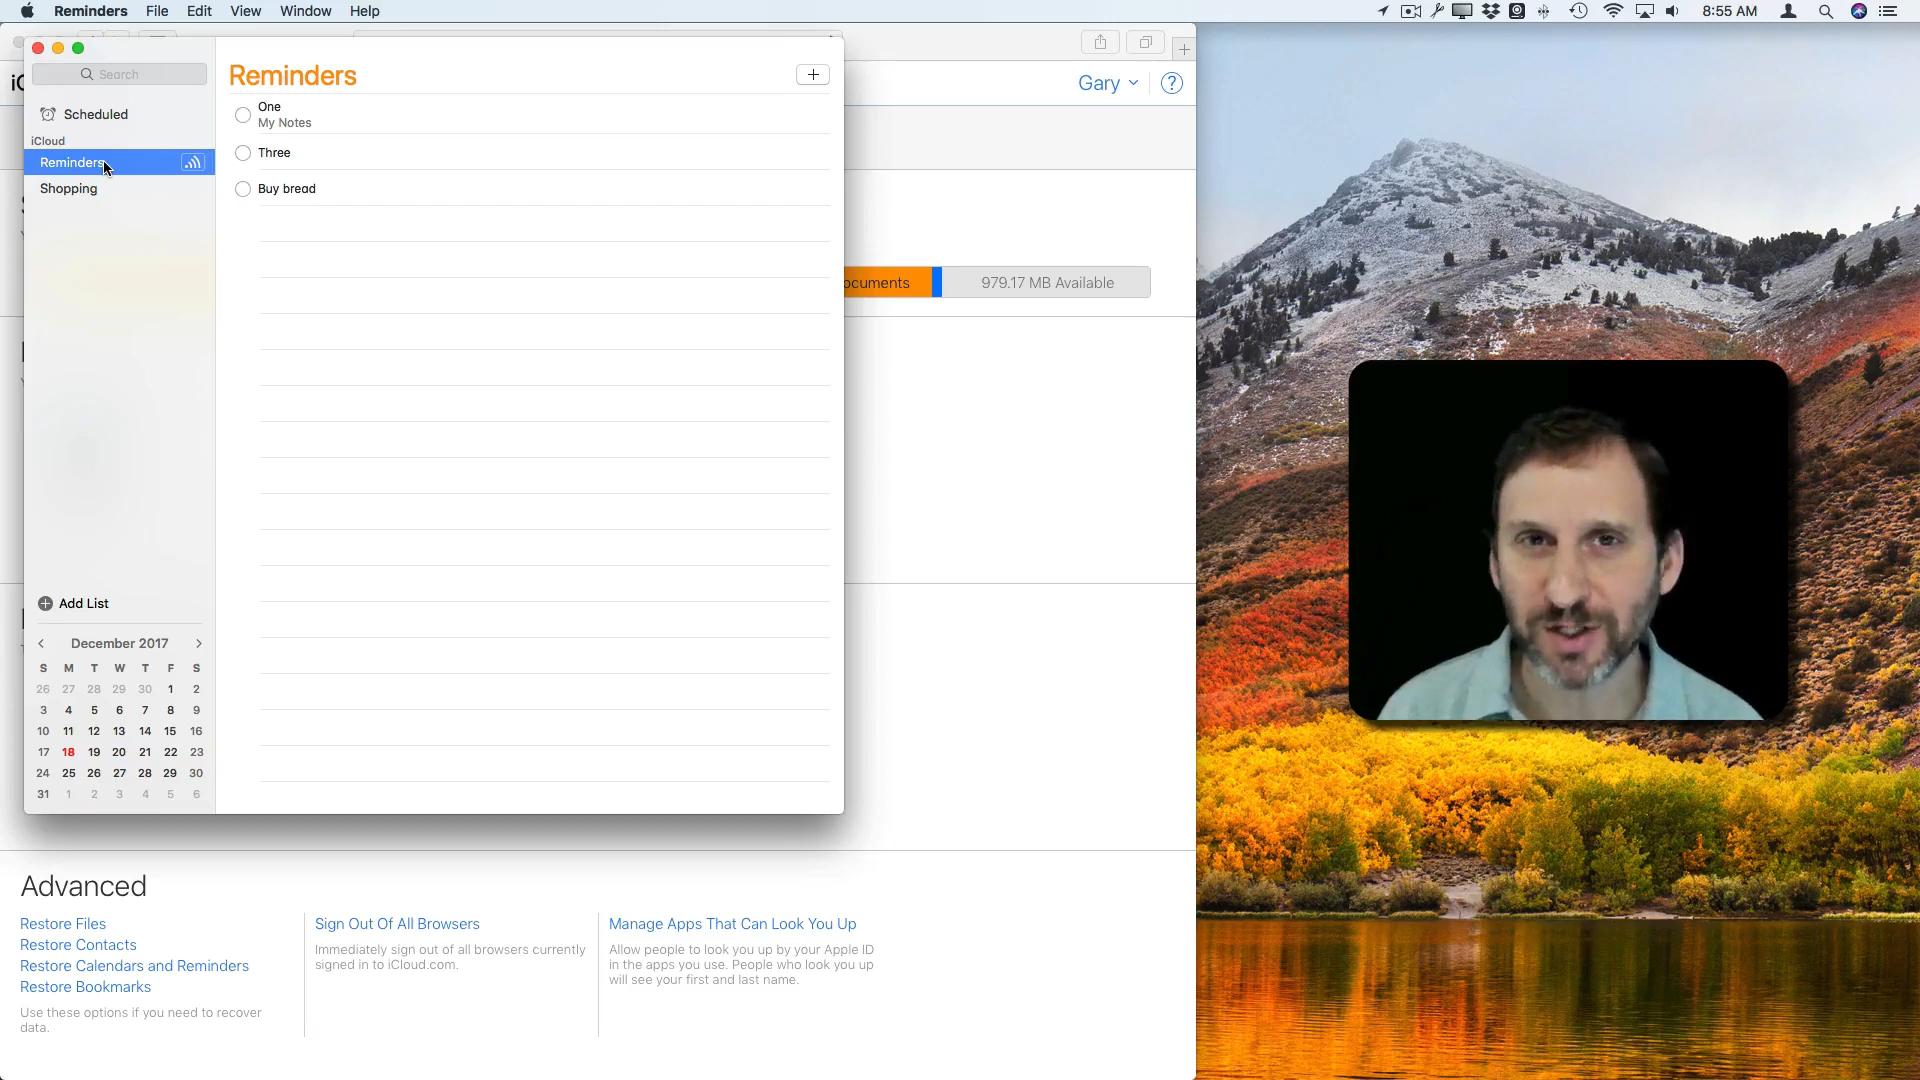 Reminders File Edit View Window Help
8:55 AM
Search
Scheduled
iCloud
Reminders
Shopping
Add List
December 2017
S M T W T F S
26 27 28 29 30 1 2
3 4 5 6 7 8 9
10 11 12 13 14 15 16
17 18 19 20 21 22 23
24 25 26 27 28 29 30
31 1 2 3 4 5 6
Reminders
One
My Notes
Three
Buy bread
Gary
979.17 MB Available
Advanced
Restore Files
Restore Contacts
Restore Calendars and Reminders
Restore Bookmarks
Use these options if you need to recover
data.
Sign Out Of All Browsers
Immediately sign out of all browsers currently
signed in to iCloud.com.
Manage Apps That Can Look You Up
Allow people to look you up by your Apple ID
in the apps you use. People who look you up
will see your first and last name.